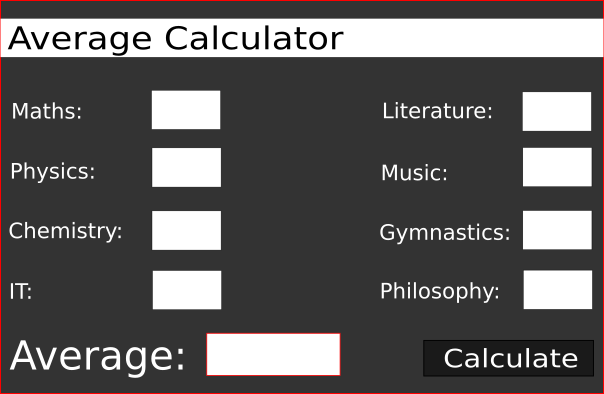 Average Calculator
Maths:
Literature:
Physics:
Music:
Chemistry:
Gymnastics:
IT:
Philosophy:
Average:
Calculate